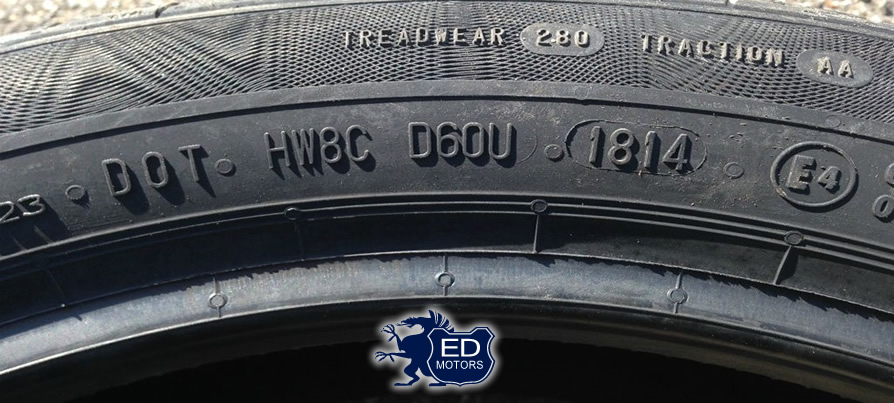 TREADWEAR 280 TRACTION AA
23 DOT HW8C D60U 1814 E4
ED
MOTORS